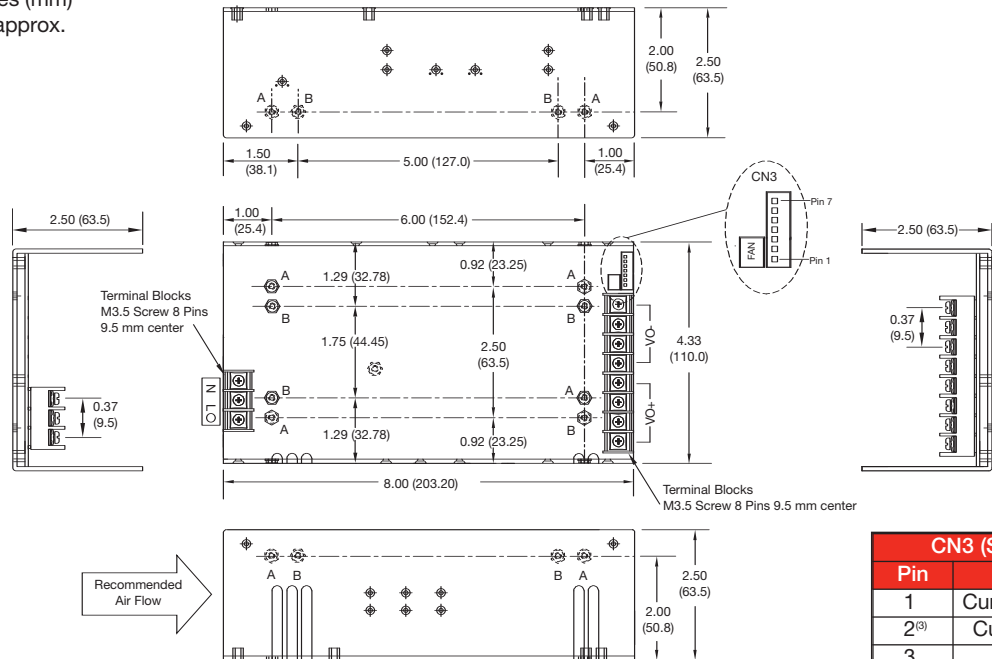 es (mm)
approx.
2.00
(50.8)
2.50
(63.5)
A
B
B
A
1.50
(38.1)
5.00 (127.0)
1.00
(25.4)
CN3
Pin 7
FAN
Pin 1
2.50 (63.5)
1.00
(25.4)
6.00 (152.4)
2.50 (63.5)
A
1.29 (32.78)
0.92 (23.25)
A
Terminal Blocks
M3.5 Screw 8 Pins
9.5 mm center
B
B
VO-
1.75 (44.45)
2.50
(63.5)
4.33
(110.0)
0.37
(9.5)
N
B
A
VO+
0.37
(9.5)
A
1.29 (32.78)
0.92 (23.25)
B
8.00 (203.20)
Terminal Blocks
M3.5 Screw 8 Pins 9.5 mm center
Recommended
Air Flow
A
B
B
A
2.50
(63.5)
2.00
(50.8)
CN3 (S
Pin
1 Cur
2(3) Cu
3